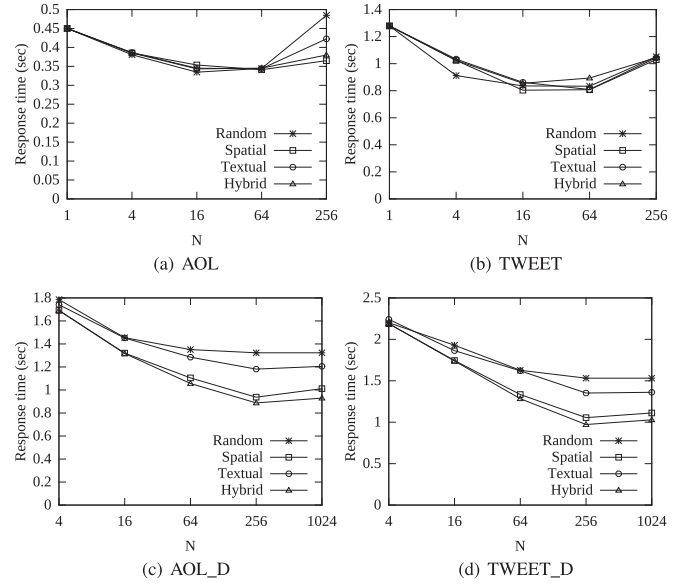 0.5
0.45
0.4
0.35
0.3
0.25
0.2
0.15
0.1
0.05
0
Response time (sec)
Random
Spatial
Textual
Hybrid
1 4 16 64 256
N
(a) AOL
1.4
1.2
1
0.8
0.6
0.4
0.2
0
Response time (sec)
Random
Spatial
Textual
Hybrid
1 4 16 64 256
N
(b) TWEET
1.8
1.6
1.4
1.2
1
0.8
0.6
0.4
0.2
0
Response time (sec)
Random
Spatial
Textual
Hybrid
4 16 64 256 1024
N
(c) AOL_D
2.5
2
1.5
1
0.5
0
Response time (sec)
Random
Spatial
Textual
Hybrid
4 16 64 256 1024
N
(d) TWEET_D